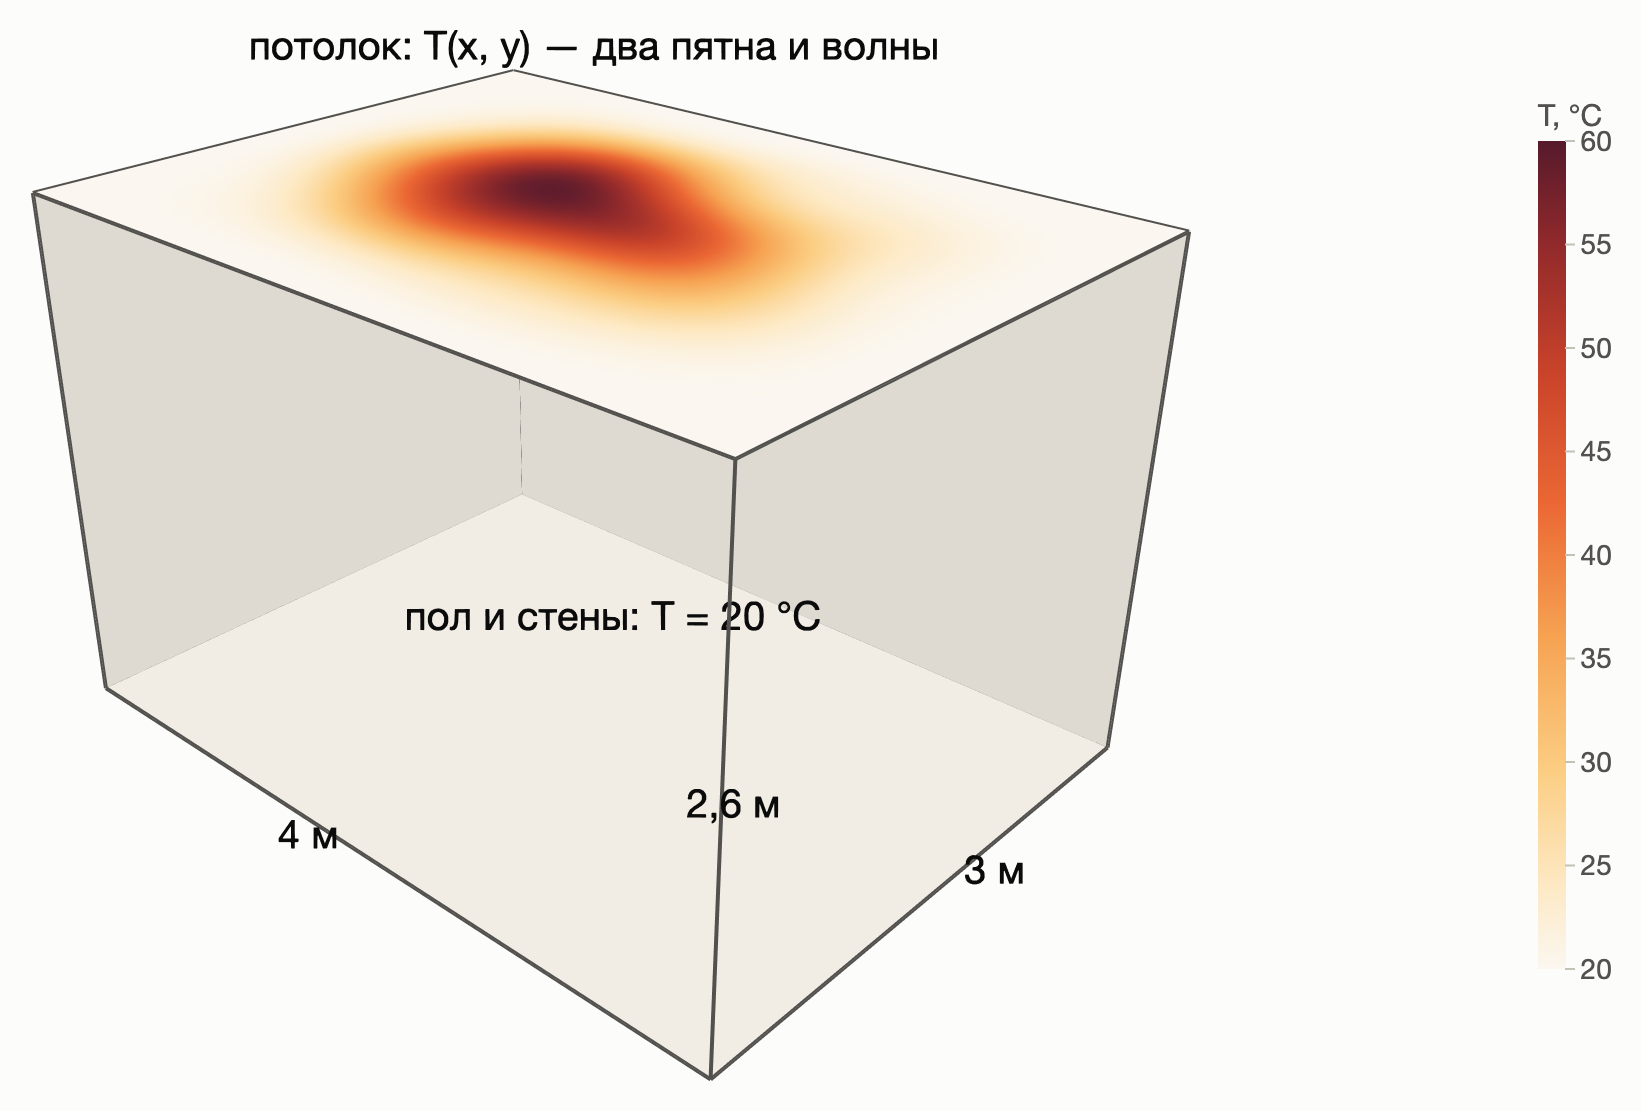 потолок: T(x, y) — два пятна и волны
T, °C
60
55
50
45
40
35
30
25
20
пол и стены: T = 20 °C
2,6 м
4 м
3 м